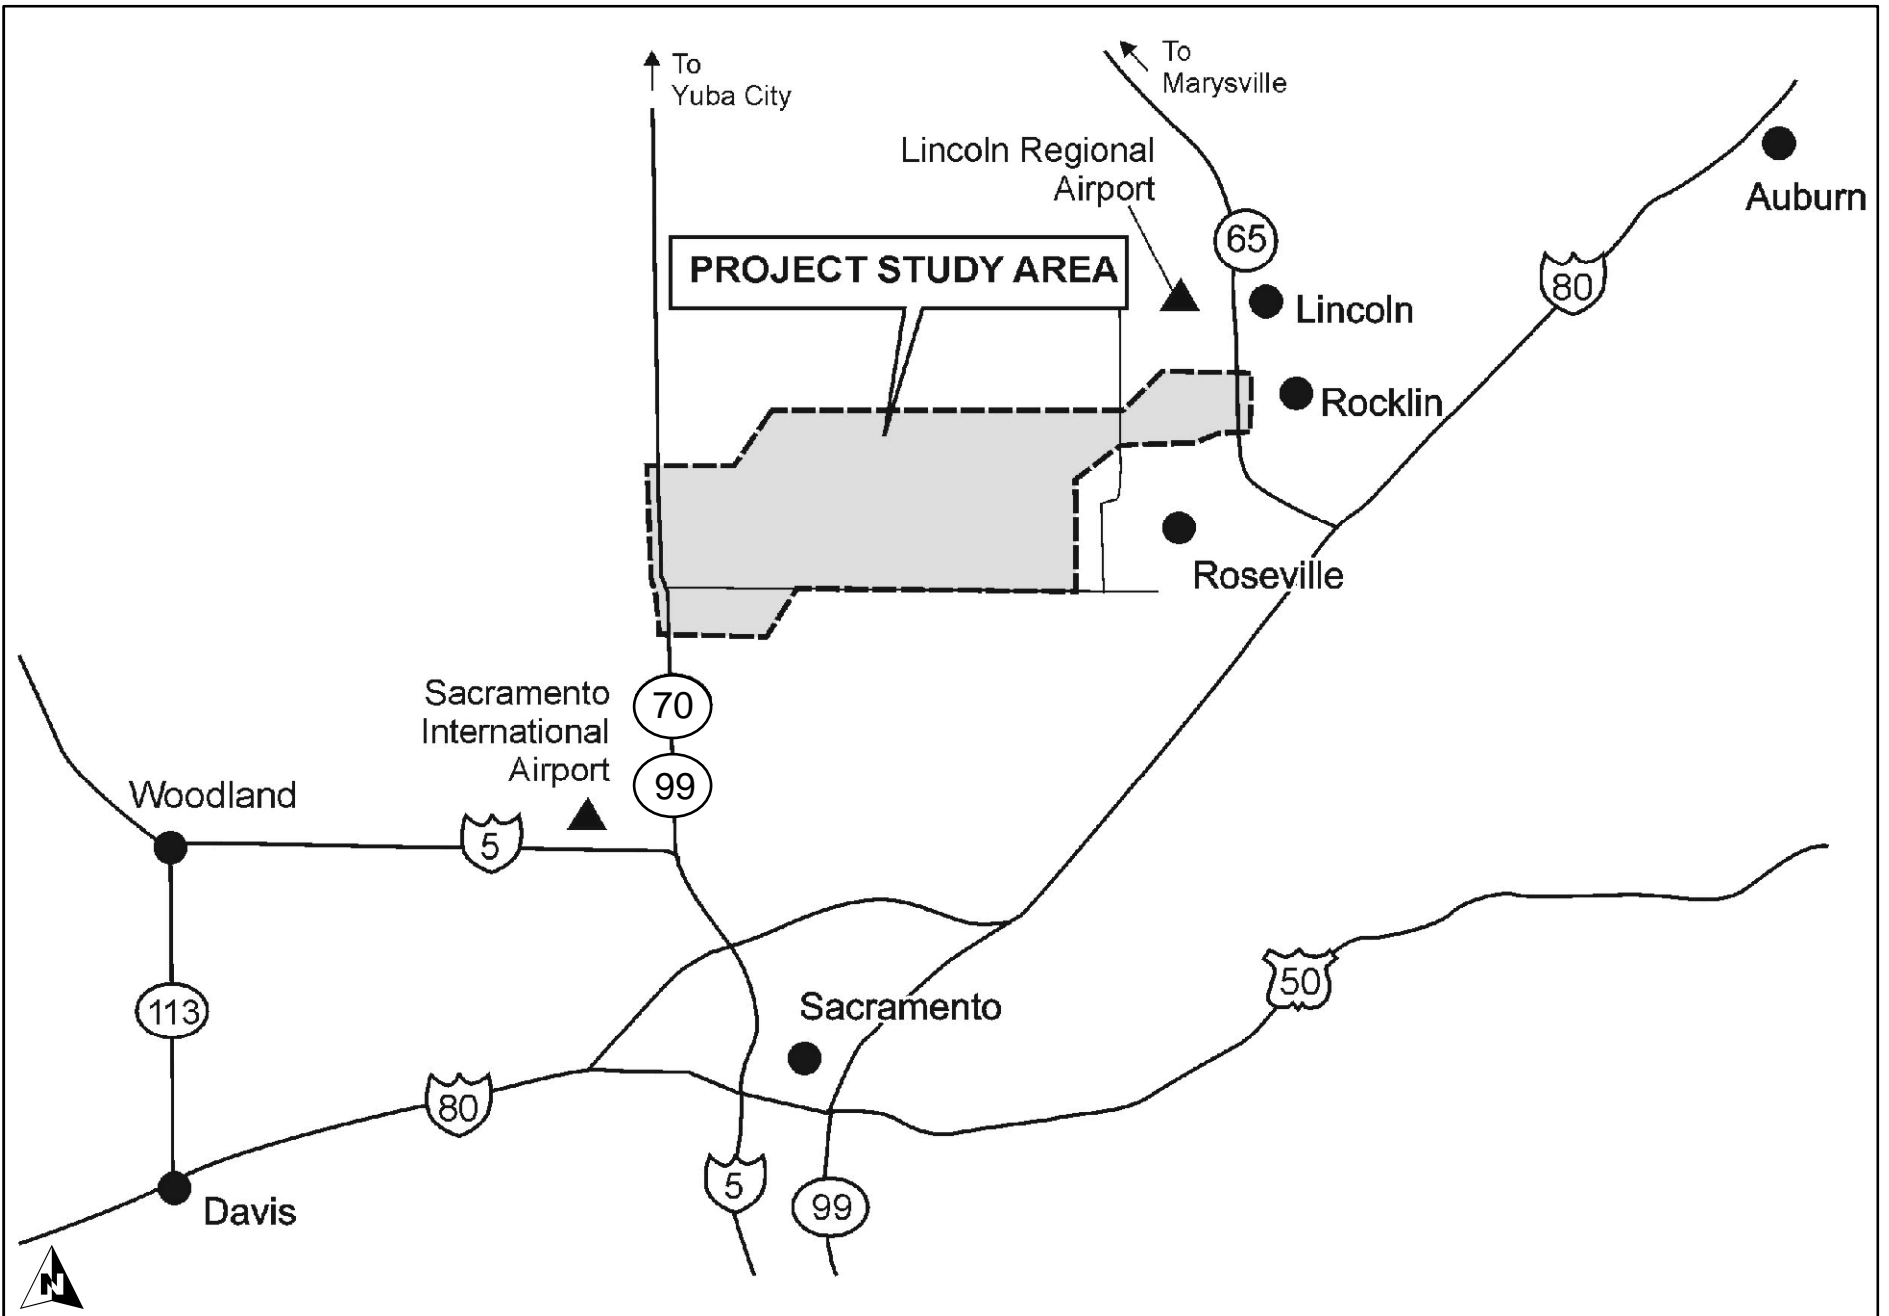 To
Yuba City
To
Marysville
Lincoln Regional
Airport
Auburn
65
PROJECT STUDY AREA
80
Lincoln
Rocklin
Roseville
Sacramento
International
Airport
70
99
Woodland
5
50
113
Sacramento
80
5
99
Davis
N